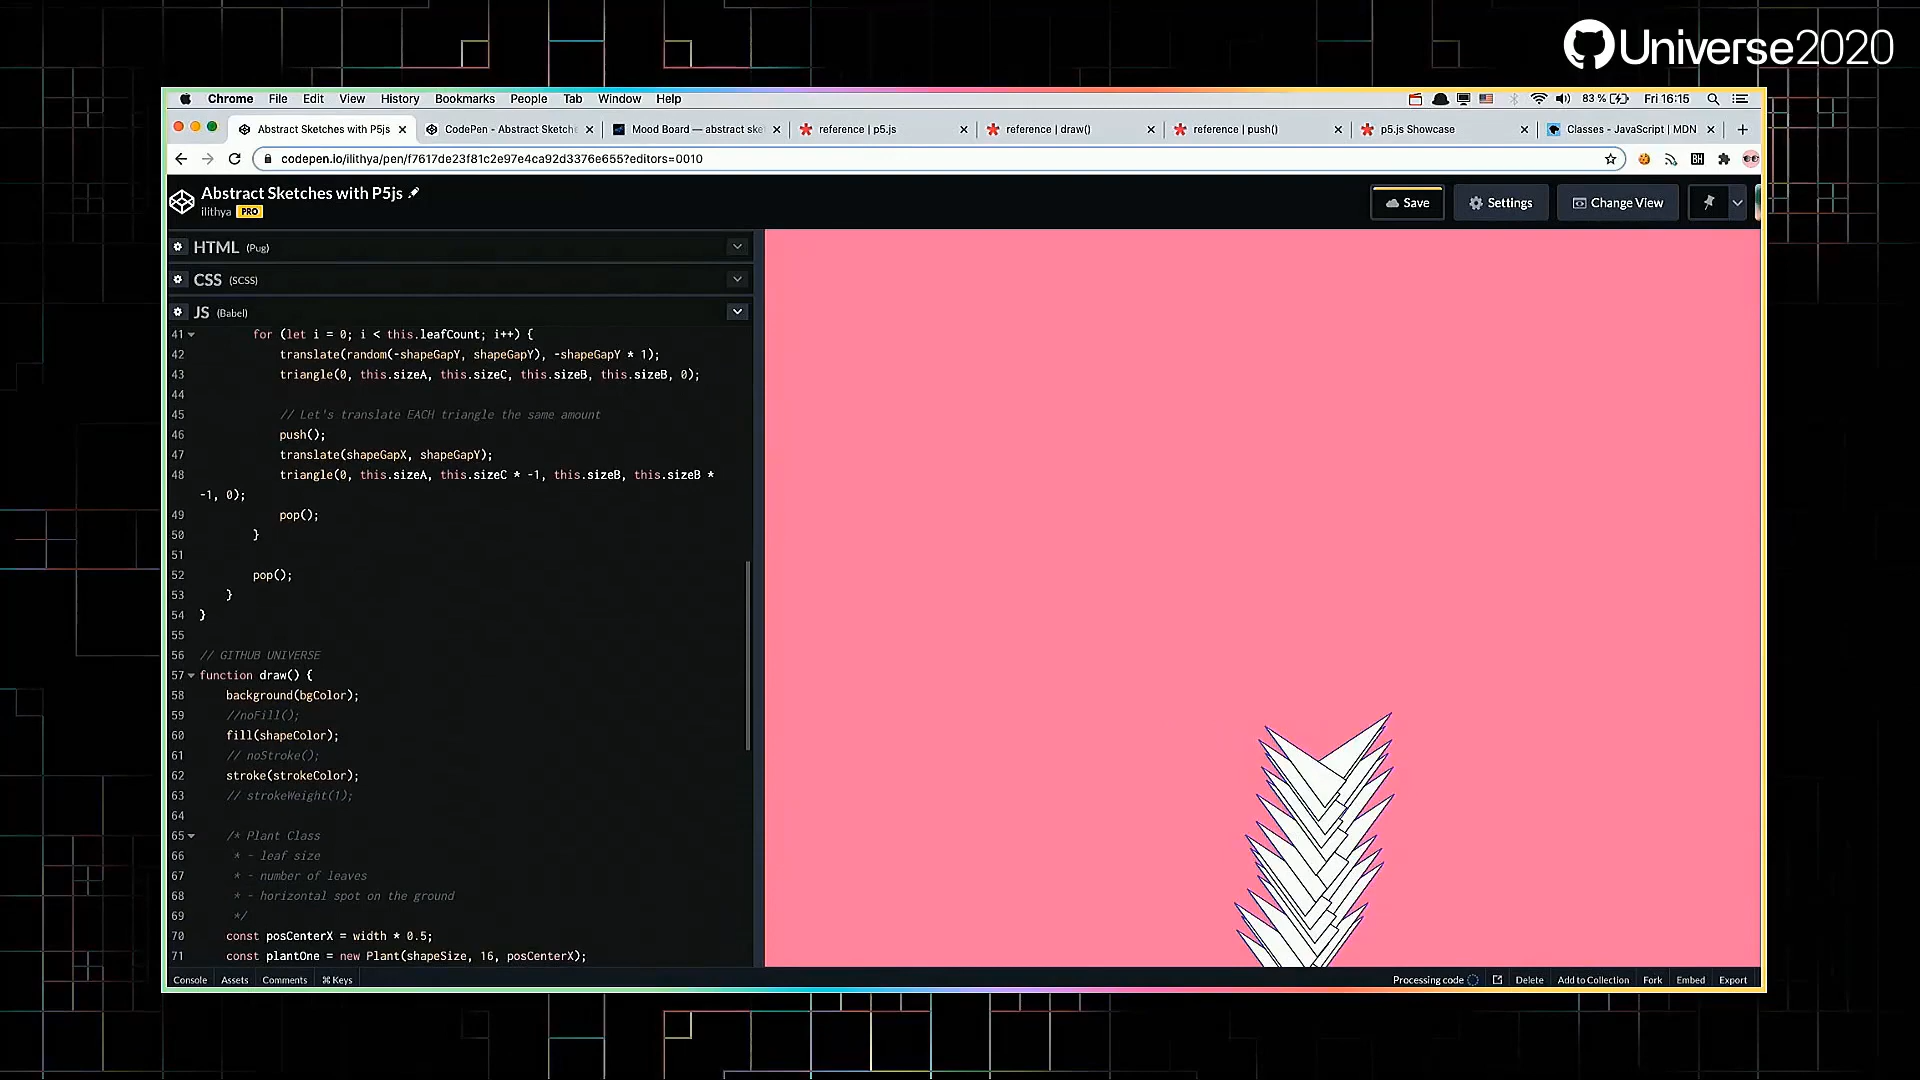 Universe2020
Chrome File Edit View History Bookmarks People Tab Window Help 83 % Fri 16:15
Abstract Sketches with P5js CodePen - Abstract Sketche Mood Board — abstract ske reference | p5.js reference | draw() reference | push() p5.js Showcase Classes - JavaScript | MDN
codepen.io/ilithya/pen/f7617de23f81c2e97e4ca92d3376e655?editors=0010
BH
Abstract Sketches with P5js
ilithya PRO
Save Settings Change View
HTML (Pug)
CSS (SCSS)
JS (Babel)
41 for (let i = 0; i < this.leafCount; i++) {
42 translate(random(-shapeGapY, shapeGapY), -shapeGapY * 1);
43 triangle(0, this.sizeA, this.sizeC, this.sizeB, this.sizeB, 0);
44
45 // Let's translate EACH triangle the same amount
46 push();
47 translate(shapeGapX, shapeGapY);
48 triangle(0, this.sizeA, this.sizeC * -1, this.sizeB, this.sizeB *
-1, 0);
49 pop();
50 }
51
52 pop();
53 }
54 }
55
56 // GITHUB UNIVERSE
57 function draw() {
58 background(bgColor);
59 //noFill();
60 fill(shapeColor);
61 // noStroke();
62 stroke(strokeColor);
63 // strokeWeight(1);
64
65 /* Plant Class
66 * - leaf size
67 * - number of leaves
68 * - horizontal spot on the ground
69 */
70 const posCenterX = width * 0.5;
71 const plantOne = new Plant(shapeSize, 16, posCenterX);
Console Assets Comments ⌘ Keys Processing code Delete Add to Collection Fork Embed Export